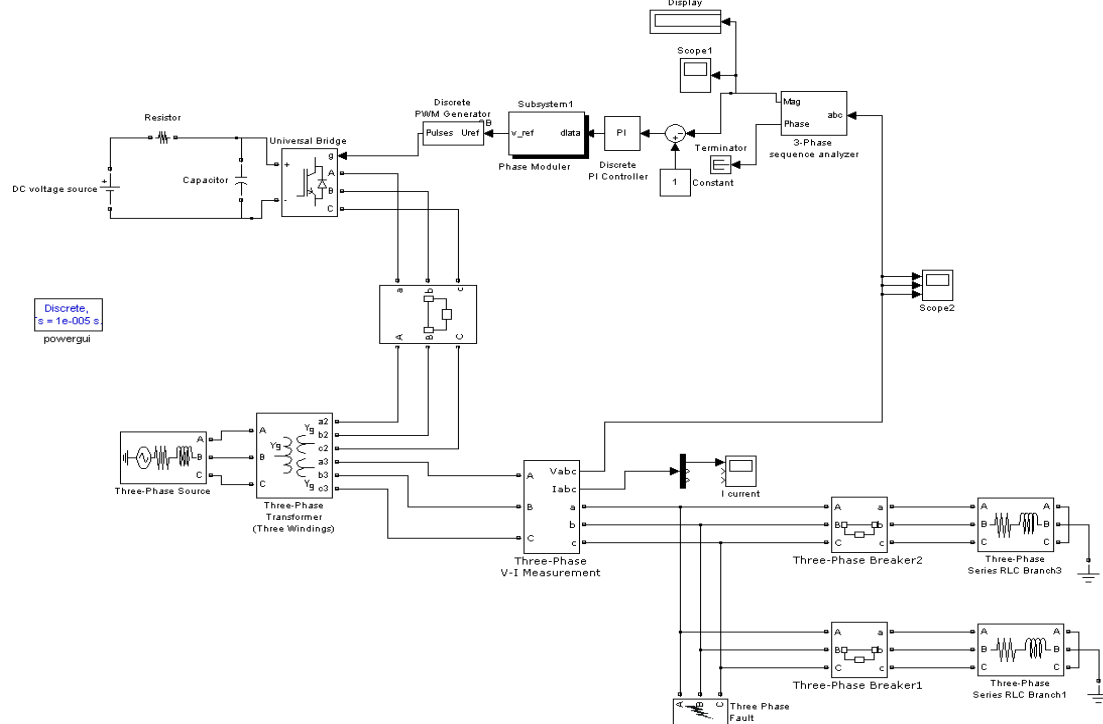 Display
Scope1
Discrete
PWM Generator
Subsystem1
Mag
Phase
abc
3-Phase
sequence analyzer
Resistor
Universal Bridge
Pulses Uref
v_ref data
PI
Terminator
Phase Moduler
Discrete
PI Controller
1
Constant
DC voltage source
+
Capacitor
+
-
g
A
B
C
Scope2
a b c
A B C
Discrete,
s = 1e-005 s.
powergui
A
B
C
Three-Phase Source
A
B
C
Yg
Yg
Yg
a2
b2
c2
a3
b3
c3
Three-Phase
Transformer
(Three Windings)
A
B
C
Vabc
Iabc
a
b
c
Three-Phase
V-I Measurement
I current
A a
B b
C c
Three-Phase Breaker2
A A
B B
C C
Three-Phase
Series RLC Branch3
A a
B b
C c
Three-Phase Breaker1
A A
B B
C C
Three-Phase
Series RLC Branch1
A B C
Three Phase
Fault